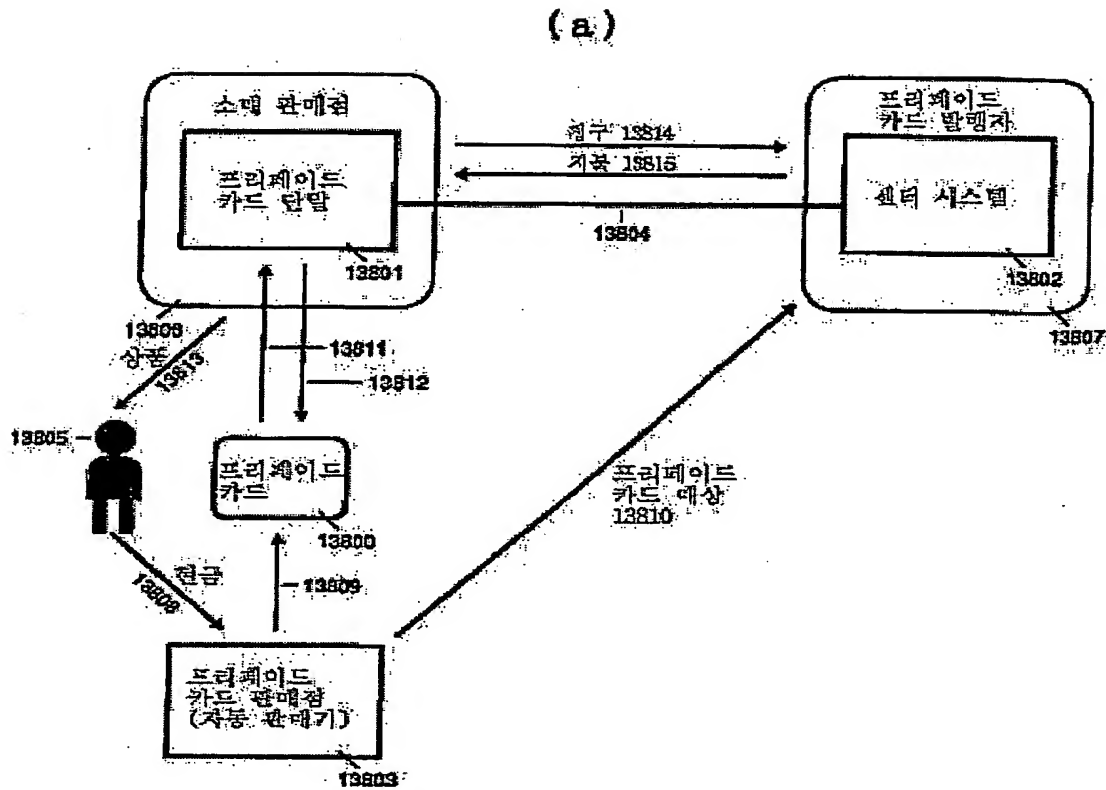 (a)
소매 판매점
프리페이드
카드 단말
13801
청구 13814
지불 13815
13804
프리페이드
카드 발행자
센터 시스템
13802
13807
13806
상품
13813
13811
13812
13805
프리페이드
카드
13800
현금
13808
13809
프리페이드
카드 대상
13810
프리페이드
카드 판매점
(자동 판매기)
13803